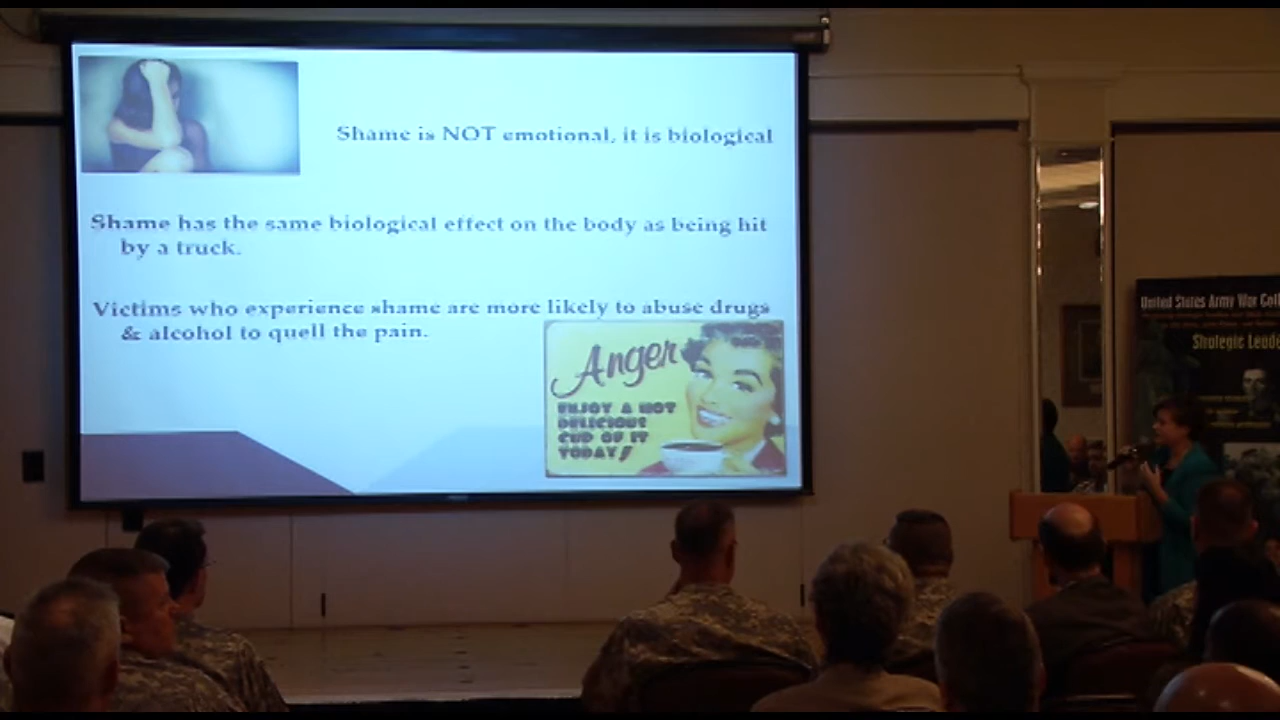 Shame is NOT emotional, it is biological
Shame has the same biological effect on the body as being hit
by a truck.
Victims who experience shame are more likely to abuse drugs
& alcohol to quell the pain.
Anger
ENJOY A HOT
DELICIOUS
CUP OF IT
TODAY!
United States Army War
Strategic